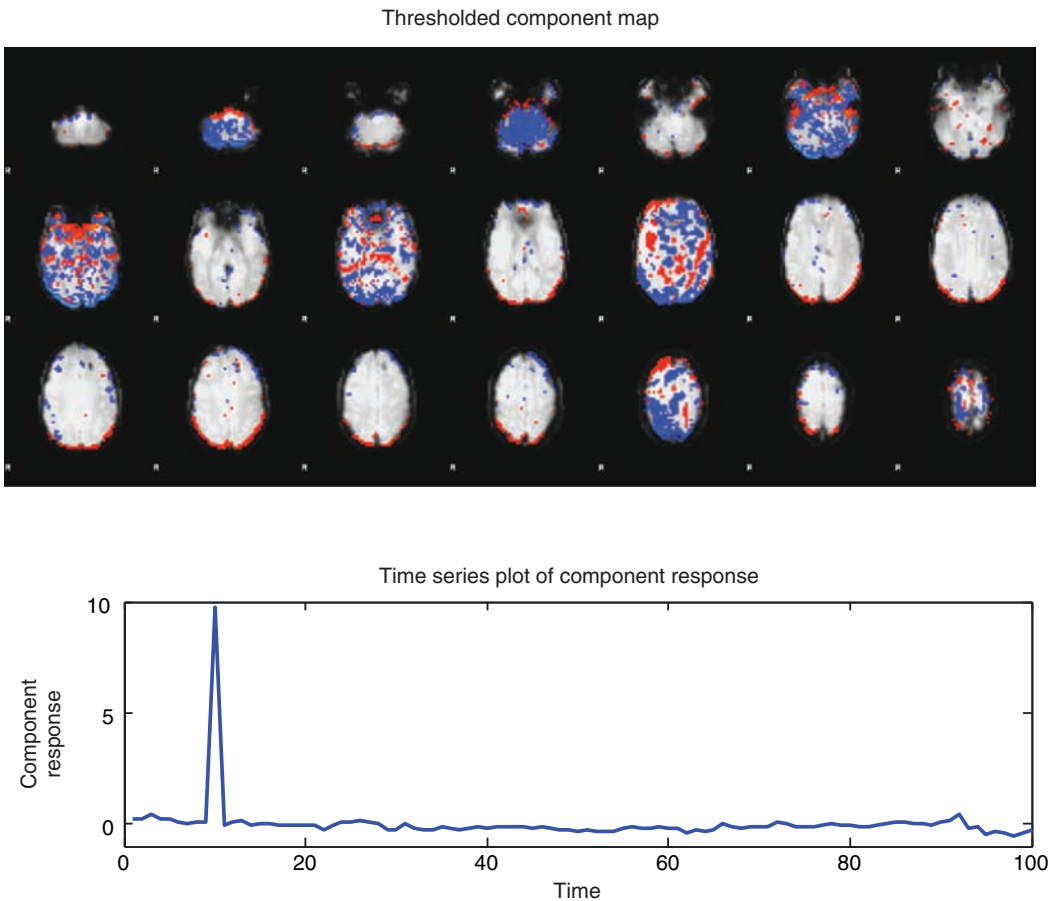 Thresholded component map
R R R R R R R
R R R R R R R
R R R R R R R
Time series plot of component response
Component
response
10
5
0
0 20 40 60 80 100
Time